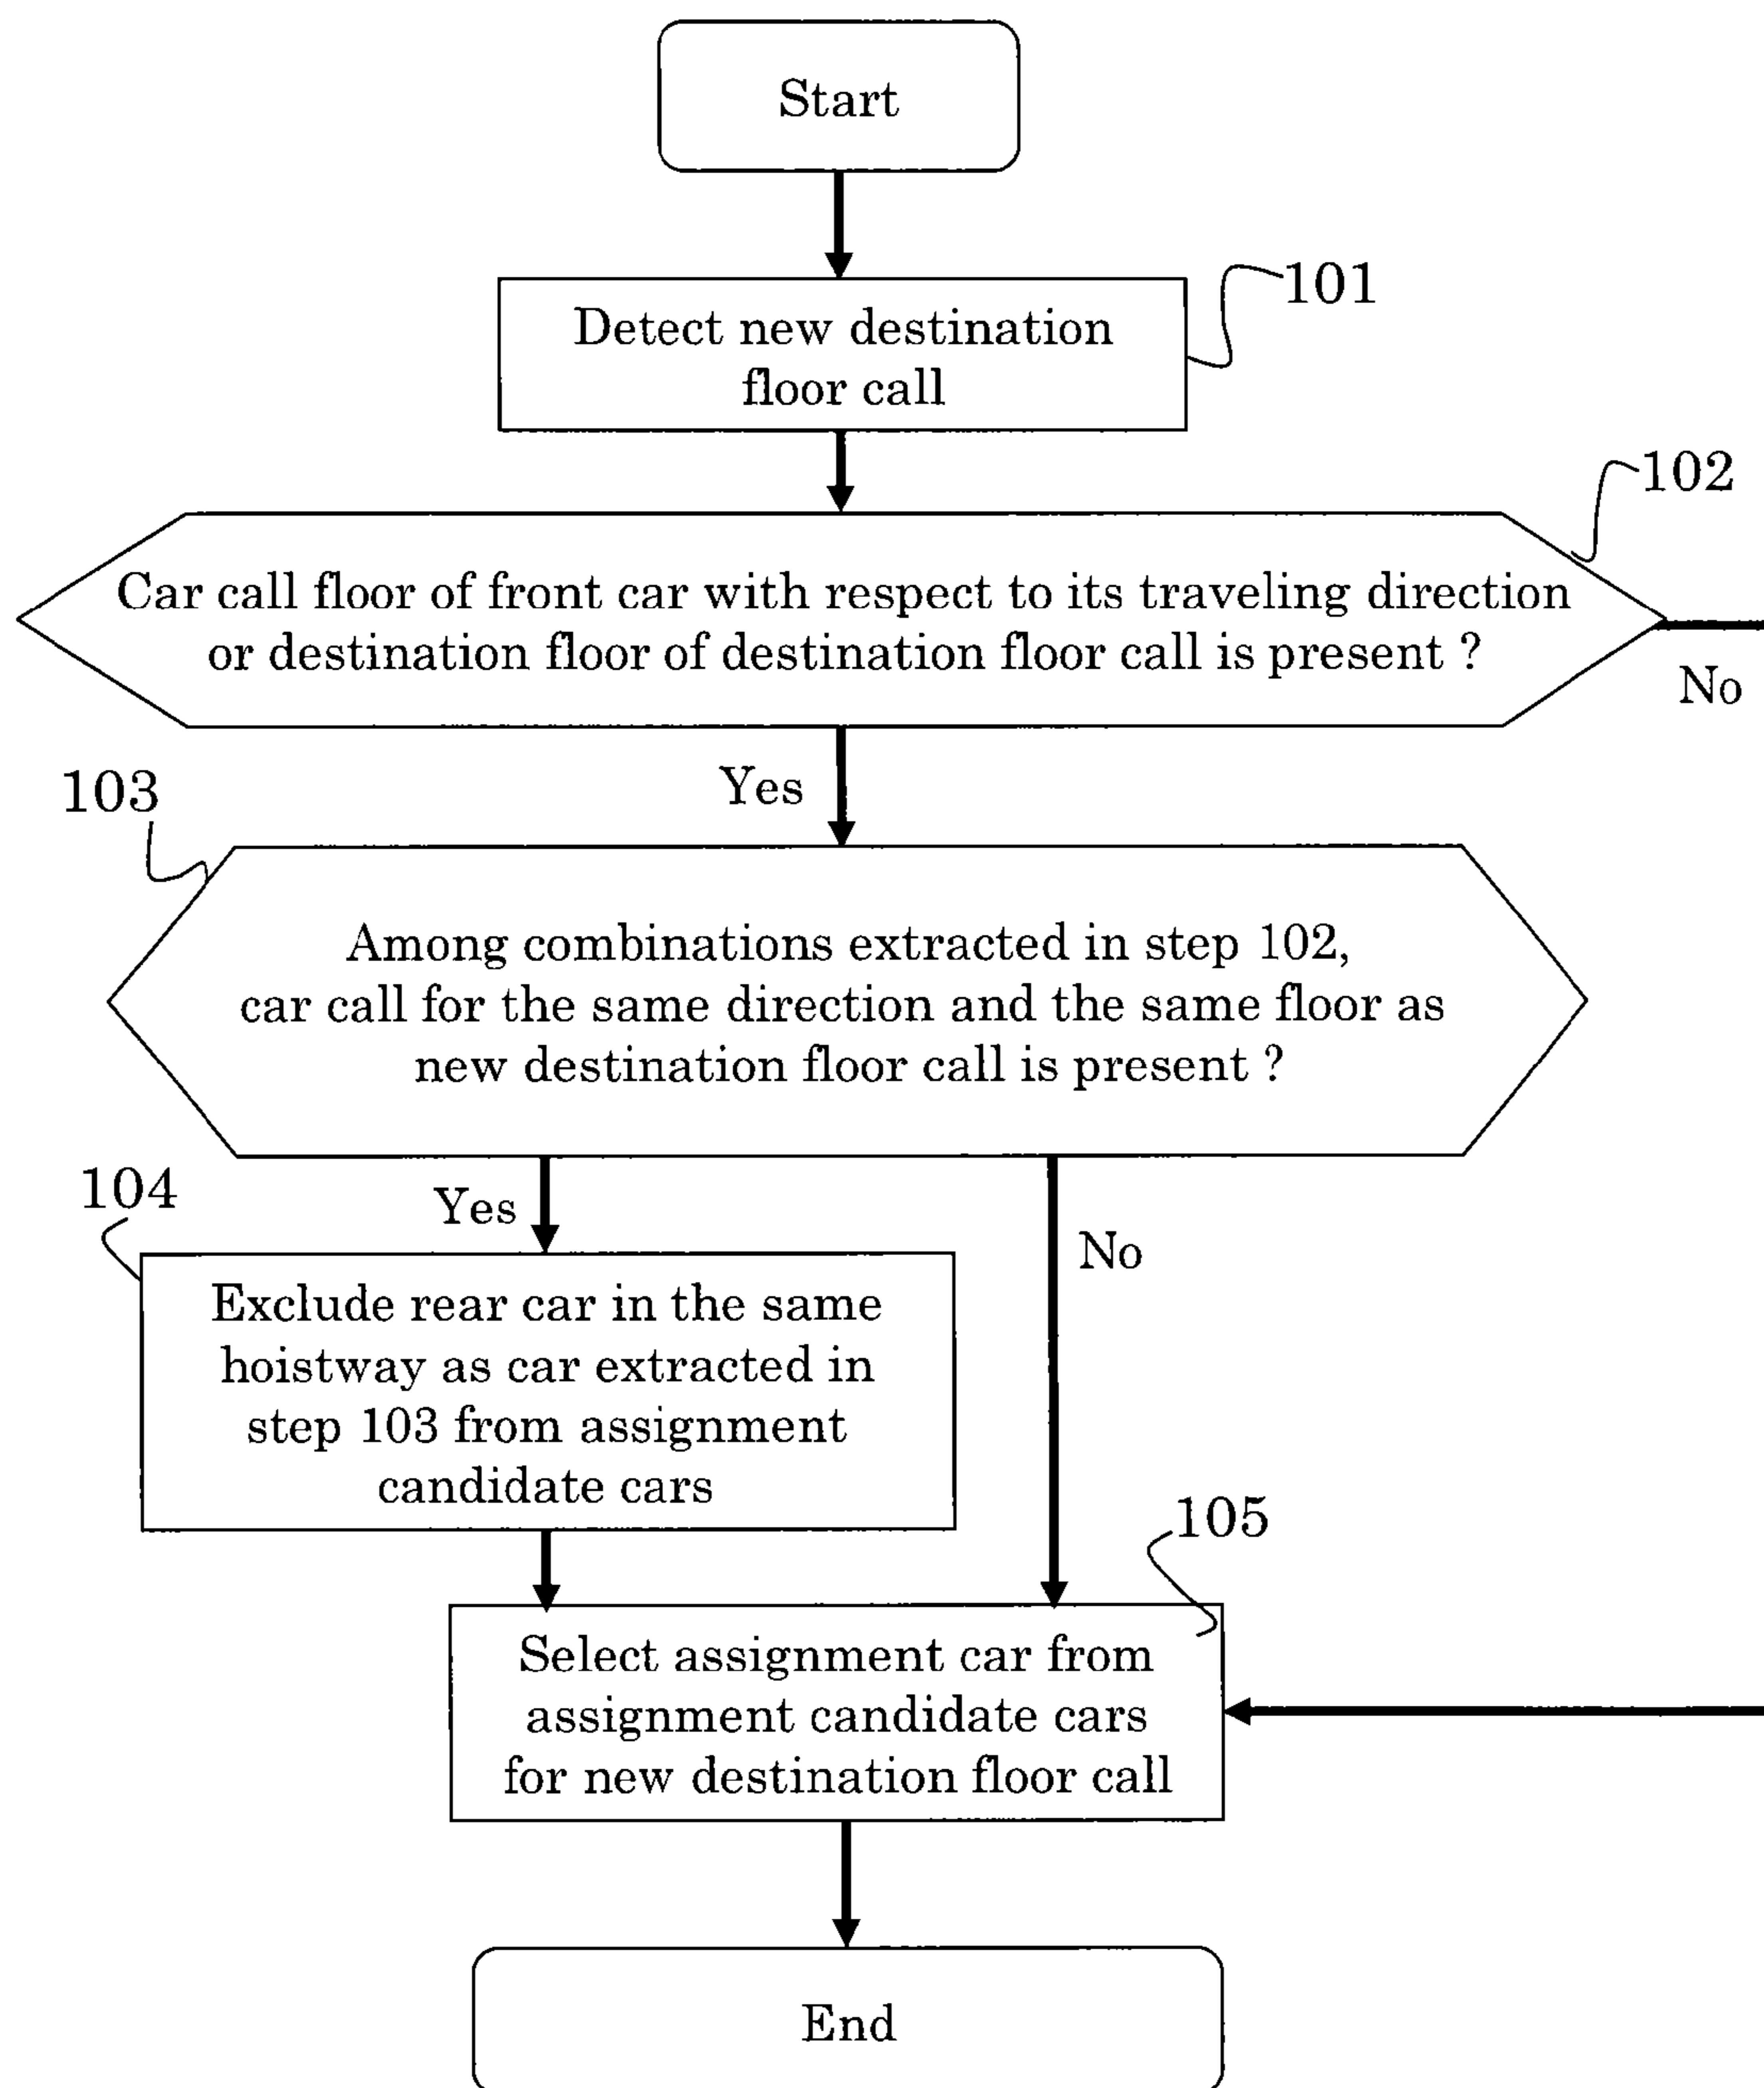 Start
101
Detect new destination
floor call
102
Car call floor of front car with respect to its traveling direction
or destination floor of destination floor call is present ?
No
Yes
103
Among combinations extracted in step 102,
car call for the same direction and the same floor as
new destination floor call is present ?
104
Yes
No
Exclude rear car in the same
hoistway as car extracted in
step 103 from assignment
candidate cars
105
Select assignment car from
assignment candidate cars
for new destination floor call
End